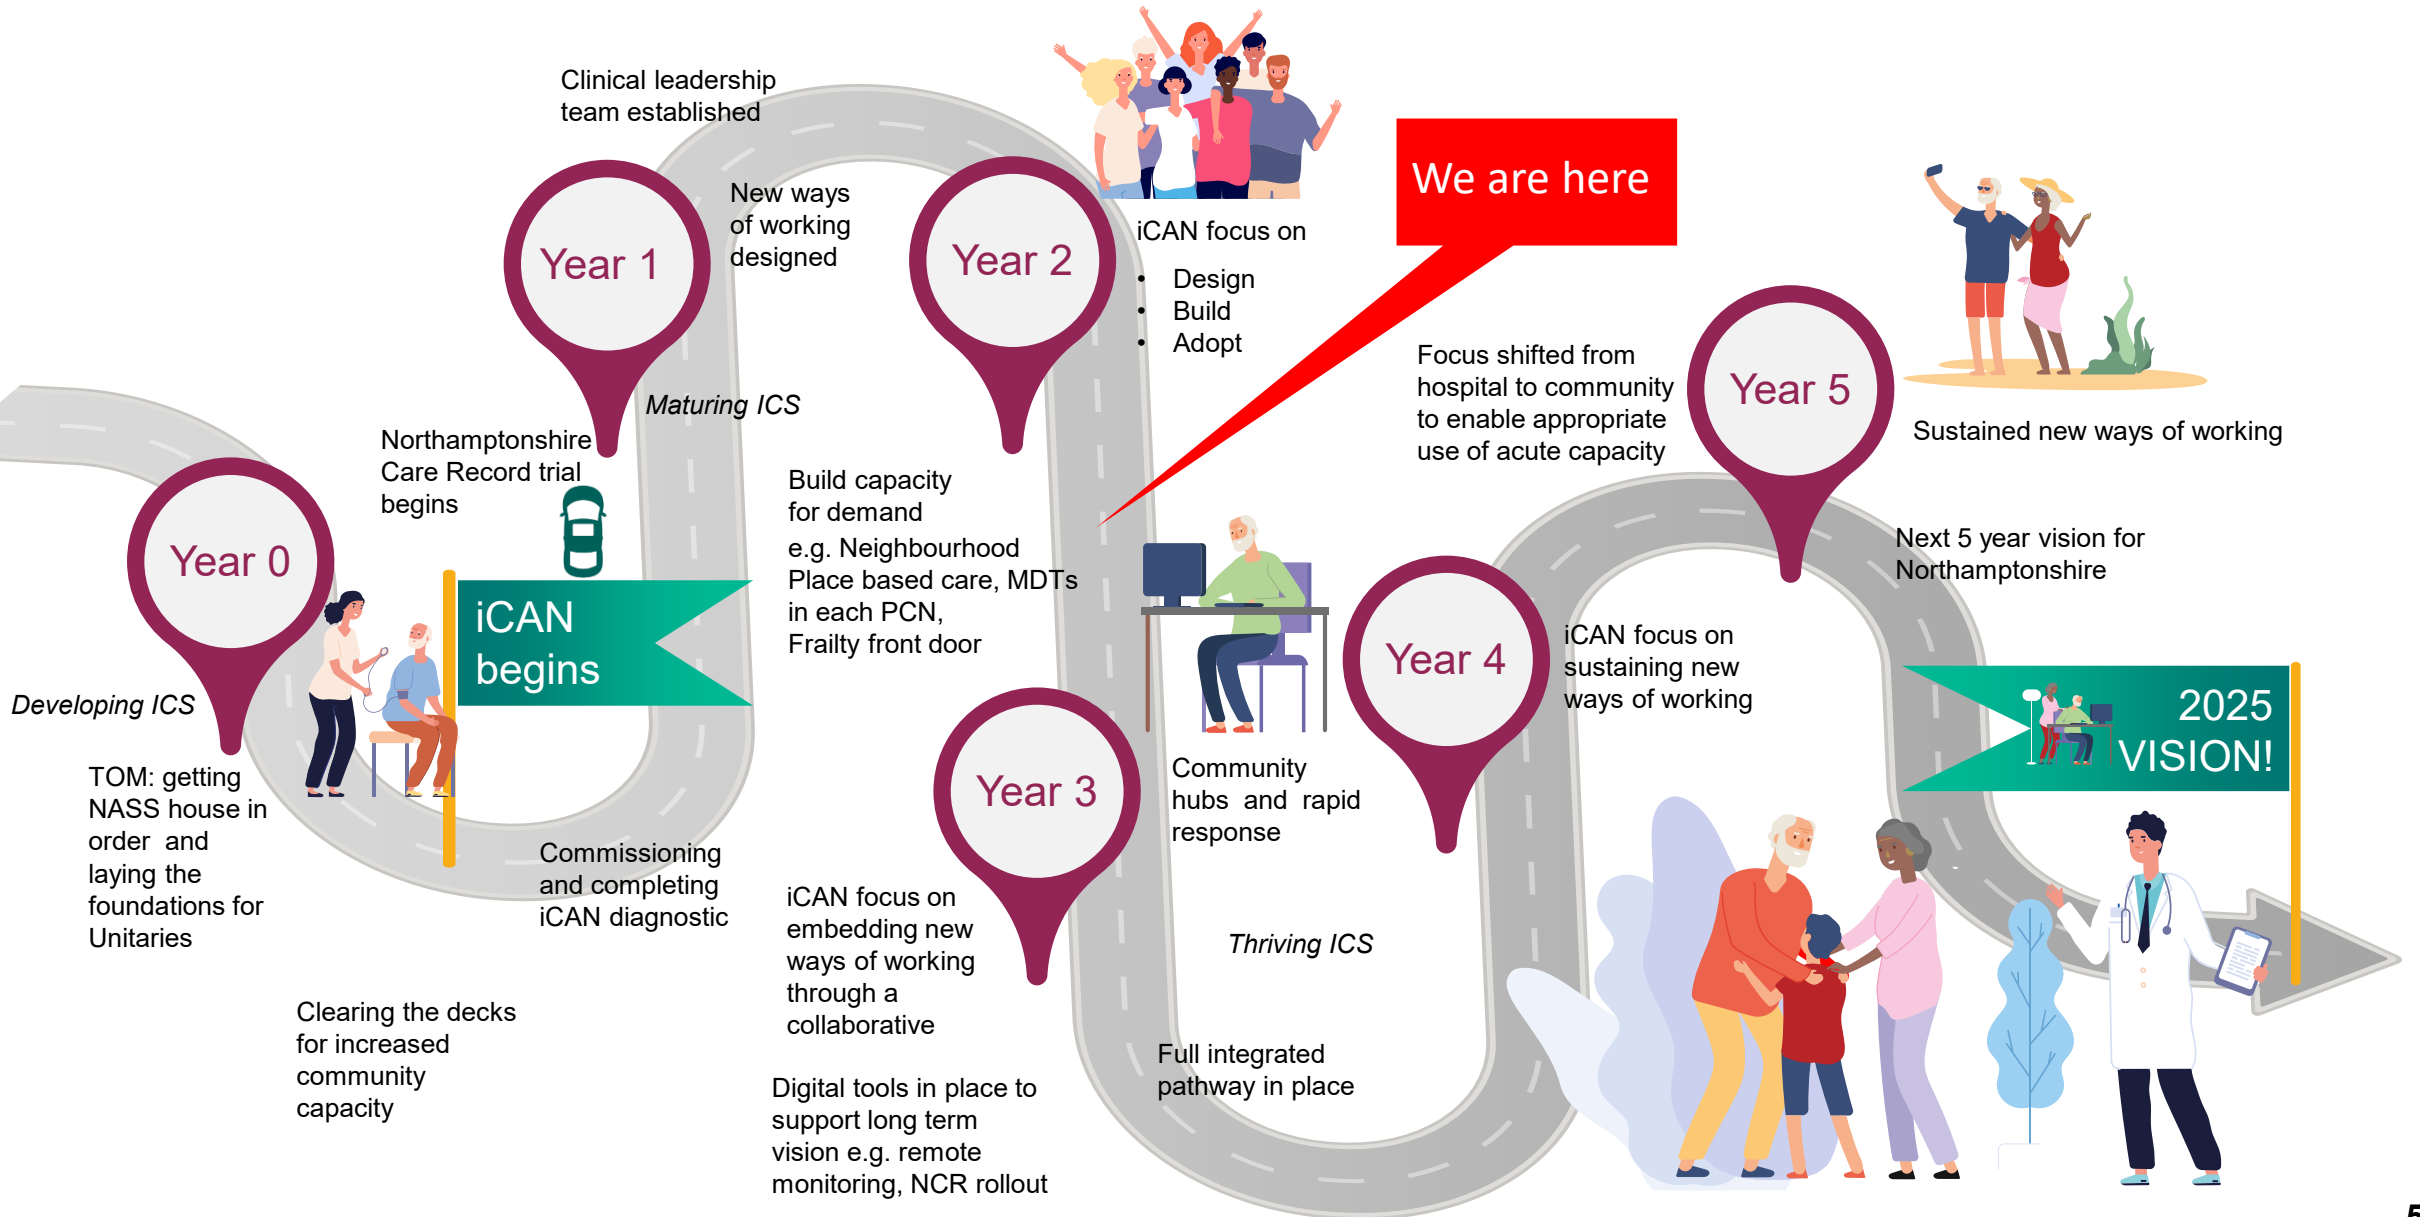 Clinical leadership
team established
New ways
of working
designed
Year 1
Year 2
iCAN focus on
• Design
• Build
• Adopt
We are here
Maturing ICS
Northamptonshire
Care Record trial
begins
Year 0
iCAN
begins
Developing ICS
TOM: getting
NASS house in
order and
laying the
foundations for
Unitaries
Clearing the decks
for increased
community
capacity
Commissioning
and completing
iCAN diagnostic
Build capacity
for demand
e.g. Neighbourhood
Place based care, MDTs
in each PCN,
Frailty front door
Year 3
iCAN focus on
embedding new
ways of working
through a
collaborative
Digital tools in place to
support long term
vision e.g. remote
monitoring, NCR rollout
Community
hubs and rapid
response
Thriving ICS
Full integrated
pathway in place
Year 4
iCAN focus on
sustaining new
ways of working
Focus shifted from
hospital to community
to enable appropriate
use of acute capacity
Year 5
Sustained new ways of working
Next 5 year vision for
Northamptonshire
2025
VISION!
5